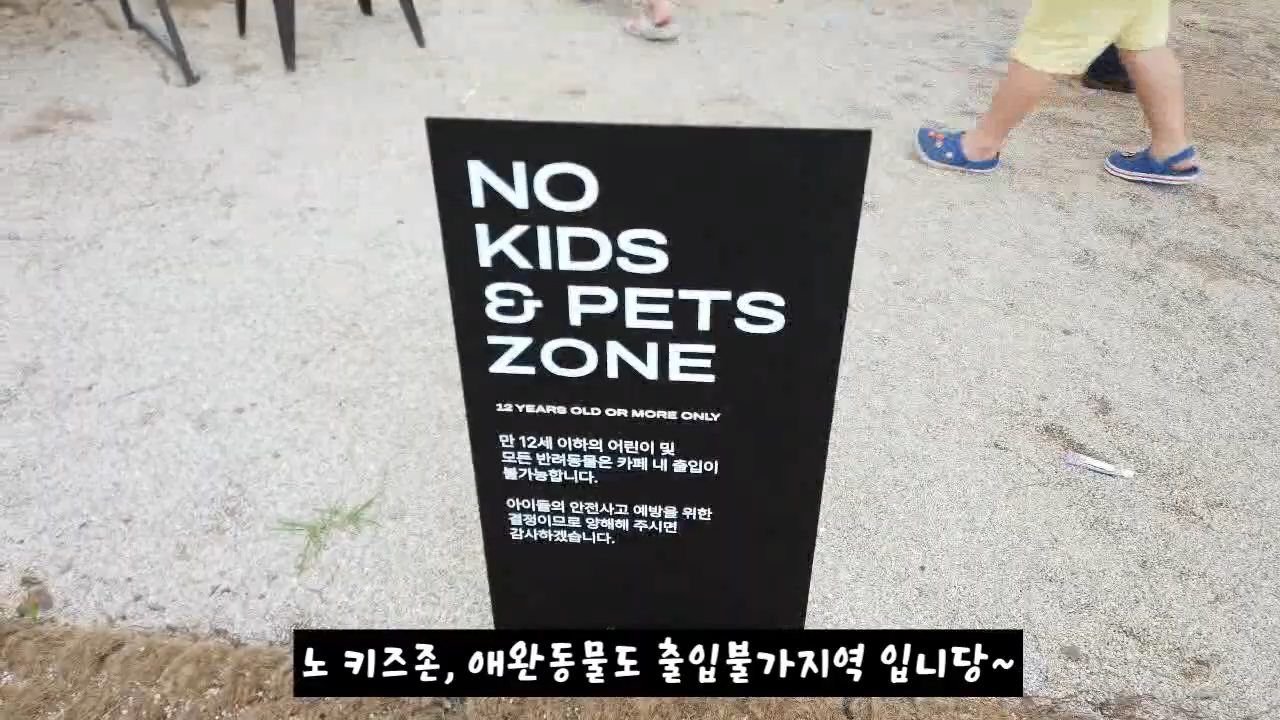 NO
KIDS
& PETS
ZONE
12 YEARS OLD OR MORE ONLY
만 12세 이하의 어린이 및
모든 반려동물은 카페 내 출입이
불가능합니다.
아이들의 안전사고 예방을 위한
결정이므로 양해해 주시면
감사하겠습니다.
노 키즈존, 애완동물도 출입불가지역 입니당~